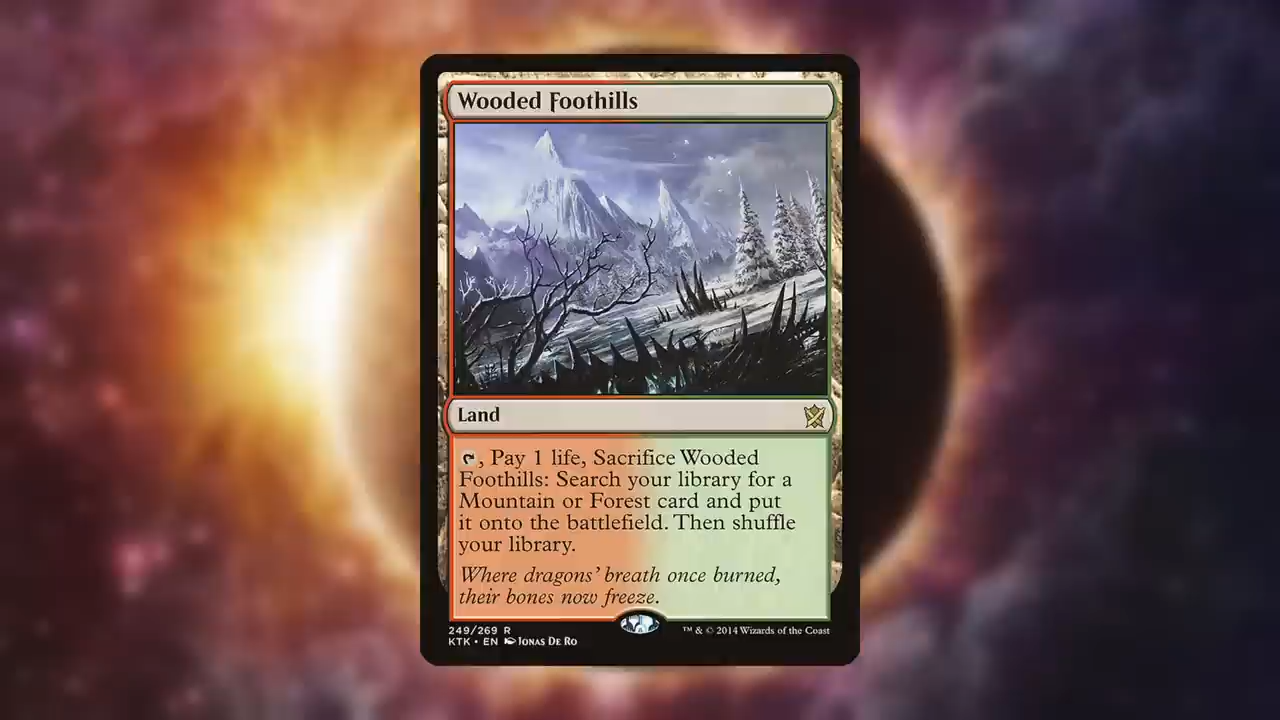 Wooded Foothills
Land
, Pay 1 life, Sacrifice Wooded
Foothills: Search your library for a
Mountain or Forest card and put
it onto the battlefield. Then shuffle
your library.
Where dragons' breath once burned,
their bones now freeze.
249/269 R
KTK • EN Jonas De Ro
™ & © 2014 Wizards of the Coast